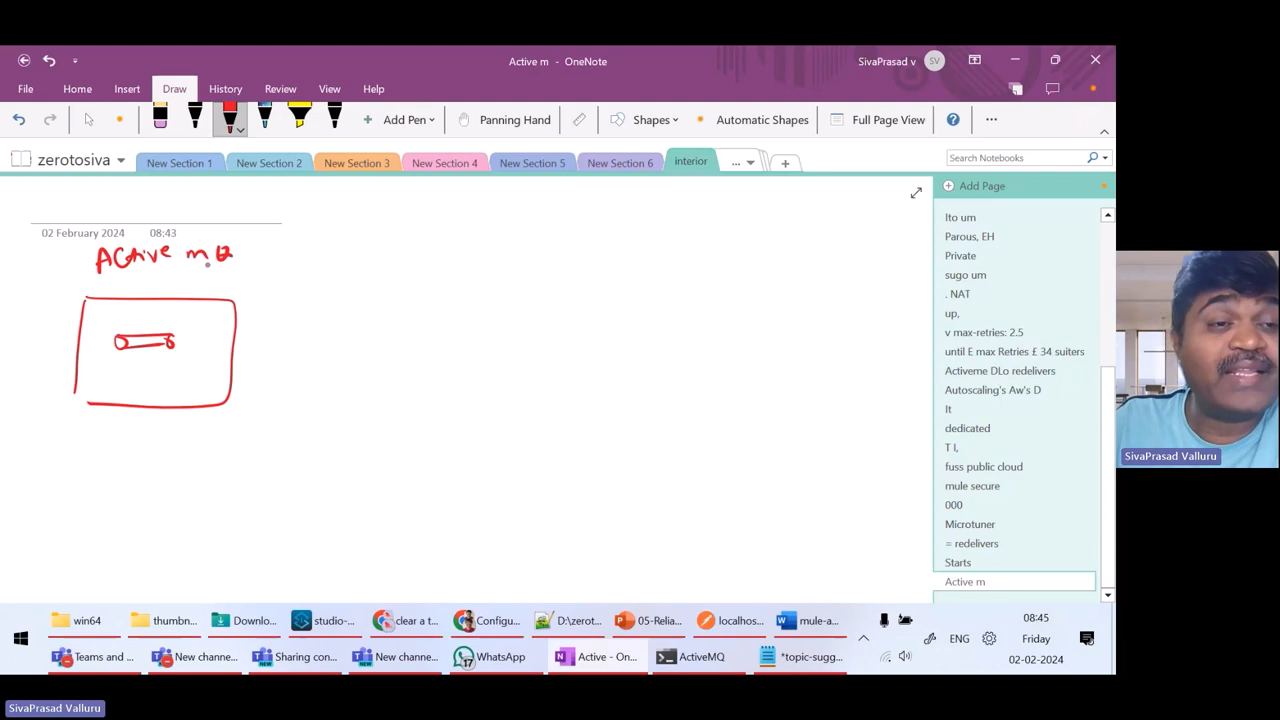 Active m - OneNote
SivaPrasad v
SV
File
Home
Insert
Draw
History
Review
View
Help
Add Pen
Panning Hand
Shapes
Automatic Shapes
Full Page View
zerotosiva
New Section 1
New Section 2
New Section 3
New Section 4
New Section 5
New Section 6
interior
...
Search Notebooks
Add Page
02 February 2024
08:43
Active mQ
Ito um
Parous, EH
Private
sugo um
. NAT
up,
v max-retries: 2.5
until E max Retries £ 34 suiters
Activeme DLo redelivers
Autoscaling's Aw's D
It
dedicated
T I,
fuss public cloud
mule secure
000
Microtuner
= redelivers
Starts
Active m
SivaPrasad Valluru
win64
thumbn...
Downlo...
studio-...
clear a t...
Configu...
D:\zerot...
05-Relia...
localhos...
mule-a...
ENG
08:45
Friday
02-02-2024
Teams and ...
New channe...
Sharing con...
New channe...
17
WhatsApp
Active - On...
ActiveMQ
*topic-sugg...
SivaPrasad Valluru